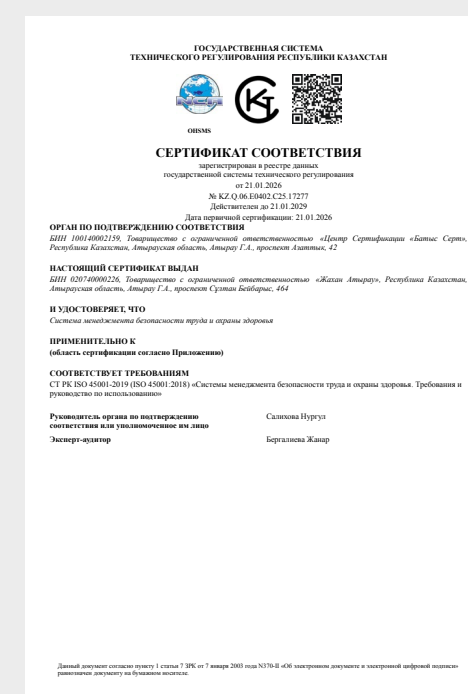 ГОСУДАРСТВЕННАЯ СИСТЕМА
ТЕХНИЧЕСКОГО РЕГУЛИРОВАНИЯ РЕСПУБЛИКИ КАЗАХСТАН
OHSMS
СЕРТИФИКАТ СООТВЕТСТВИЯ
зарегистрирован в реестре данных
государственной системы технического регулирования
от 21.01.2026
№ KZ.Q.06.E0402.C25.17277
Действителен до 21.01.2029
Дата первичной сертификации: 21.01.2026
ОРГАН ПО ПОДТВЕРЖДЕНИЮ СООТВЕТСТВИЯ
БИН 100140002159, Товарищество с ограниченной ответственностью «Центр Сертификации «Батыс Серт»,
Республика Казахстан, Атырауская область, Атырау Г.А., проспект Азаттык, 42
НАСТОЯЩИЙ СЕРТИФИКАТ ВЫДАН
БИН 020740000226, Товарищество с ограниченной ответственностью «Жахан Атырау», Республика Казахстан,
Атырауская область, Атырау Г.А., проспект Сұлтан Бейбарыс, 464
И УДОСТОВЕРЯЕТ, ЧТО
Система менеджмента безопасности труда и охраны здоровья
ПРИМЕНИТЕЛЬНО К
(область сертификации согласно Приложению)
СООТВЕТСТВУЕТ ТРЕБОВАНИЯМ
СТ РК ISO 45001-2019 (ISO 45001:2018) «Системы менеджмента безопасности труда и охраны здоровья. Требования и
руководство по использованию»
Руководитель органа по подтверждению Салихова Нургул
соответствия или уполномоченное им лицо
Эксперт-аудитор Бергалиева Жанар
Данный документ согласно пункту 1 статьи 7 ЗРК от 7 января 2003 года N370-II «Об электронном документе и электронной цифровой подписи»
равнозначен документу на бумажном носителе.